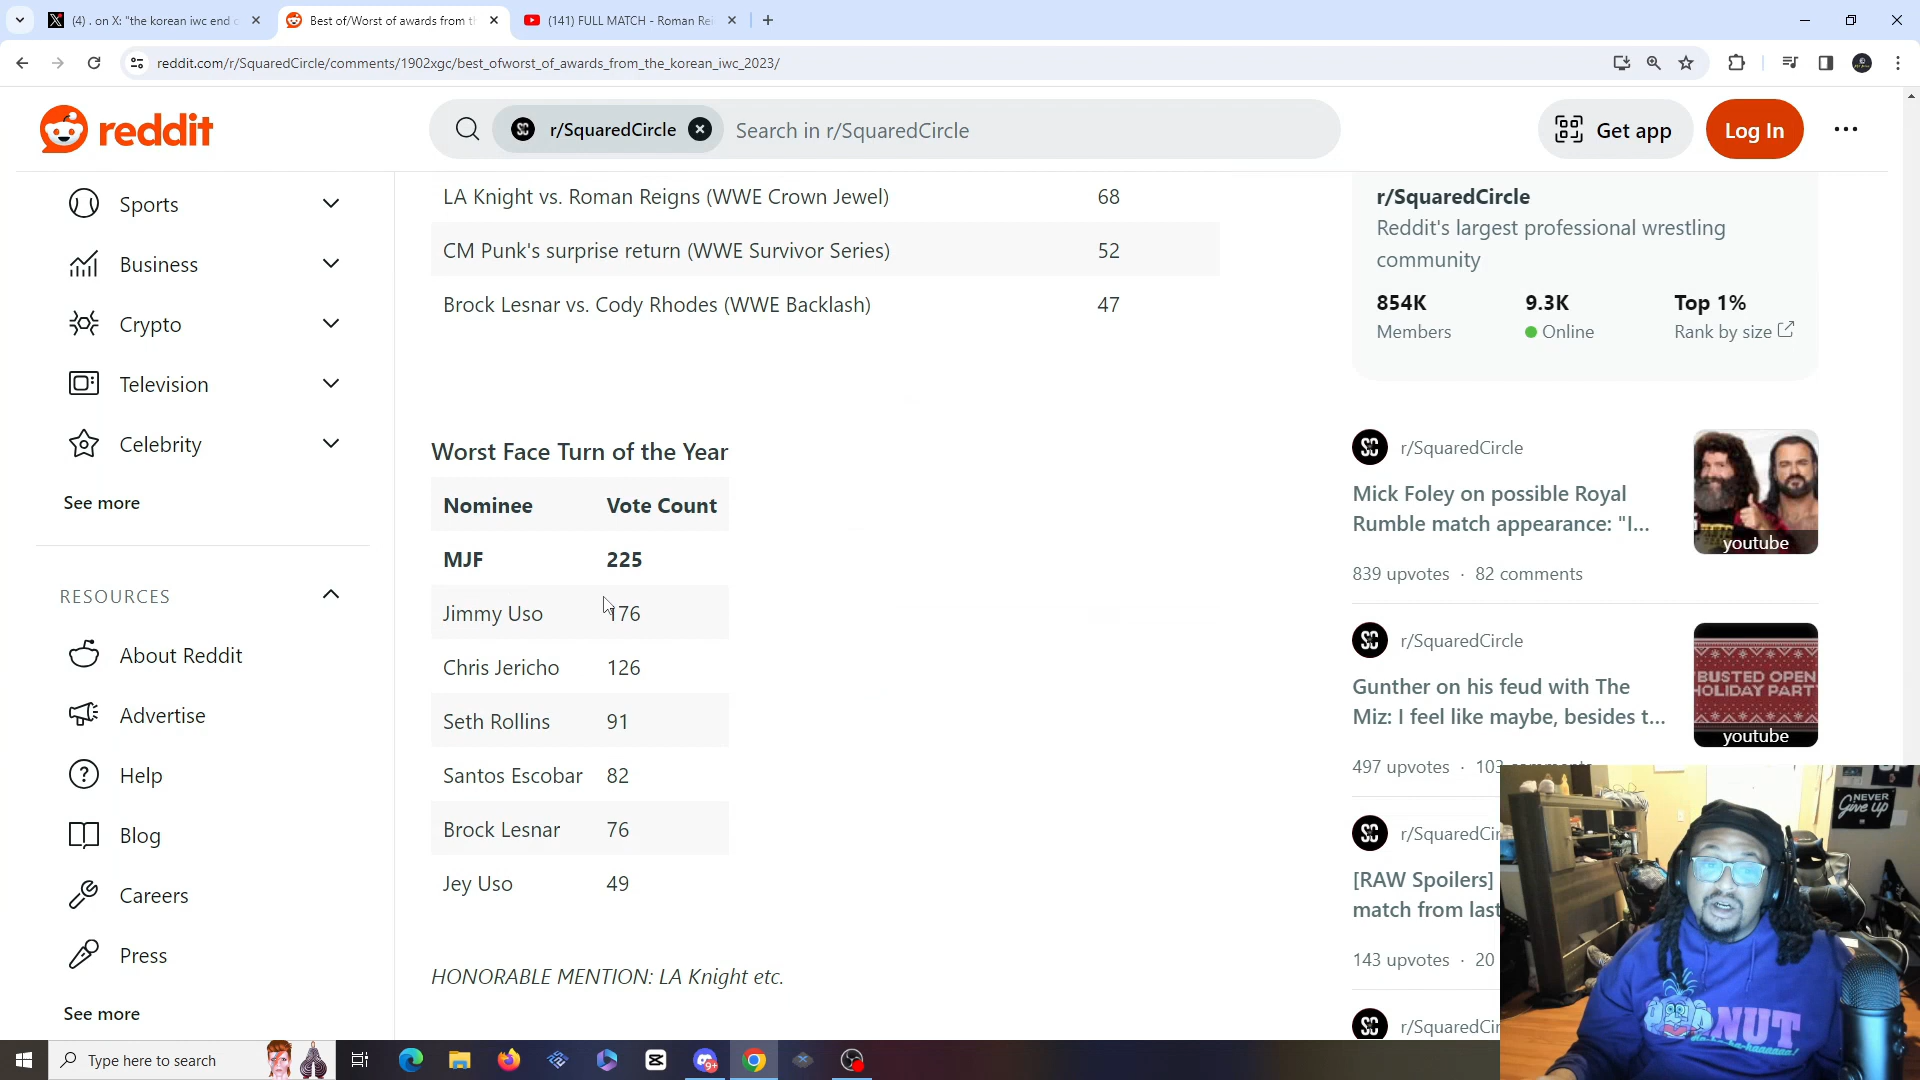 (4) . on X: "the korean iwc end o
Best of/Worst of awards from th
(141) FULL MATCH - Roman Rei
reddit.com/r/SquaredCircle/comments/1902xgc/best_ofworst_of_awards_from_the_korean_iwc_2023/
reddit
r/SquaredCircle
Search in r/SquaredCircle
Get app
Log In
Sports
Business
Crypto
Television
Celebrity
See more
RESOURCES
About Reddit
Advertise
Help
Blog
Careers
Press
See more
LA Knight vs. Roman Reigns (WWE Crown Jewel) 68
CM Punk's surprise return (WWE Survivor Series) 52
Brock Lesnar vs. Cody Rhodes (WWE Backlash) 47
Worst Face Turn of the Year
Nominee Vote Count
MJF 225
Jimmy Uso 176
Chris Jericho 126
Seth Rollins 91
Santos Escobar 82
Brock Lesnar 76
Jey Uso 49
HONORABLE MENTION: LA Knight etc.
r/SquaredCircle
Reddit's largest professional wrestling
community
854K 9.3K Top 1%
Members Online Rank by size
r/SquaredCircle
Mick Foley on possible Royal
Rumble match appearance: "I...
youtube
839 upvotes · 82 comments
r/SquaredCircle
Gunther on his feud with The
Miz: I feel like maybe, besides t...
BUSTED OPEN
HOLIDAY PART
youtube
497 upvotes · 103 comments
r/SquaredCir
[RAW Spoilers]
match from last
143 upvotes · 20
r/SquaredCir
NEVER
Give UP
NUT
Type here to search
9+